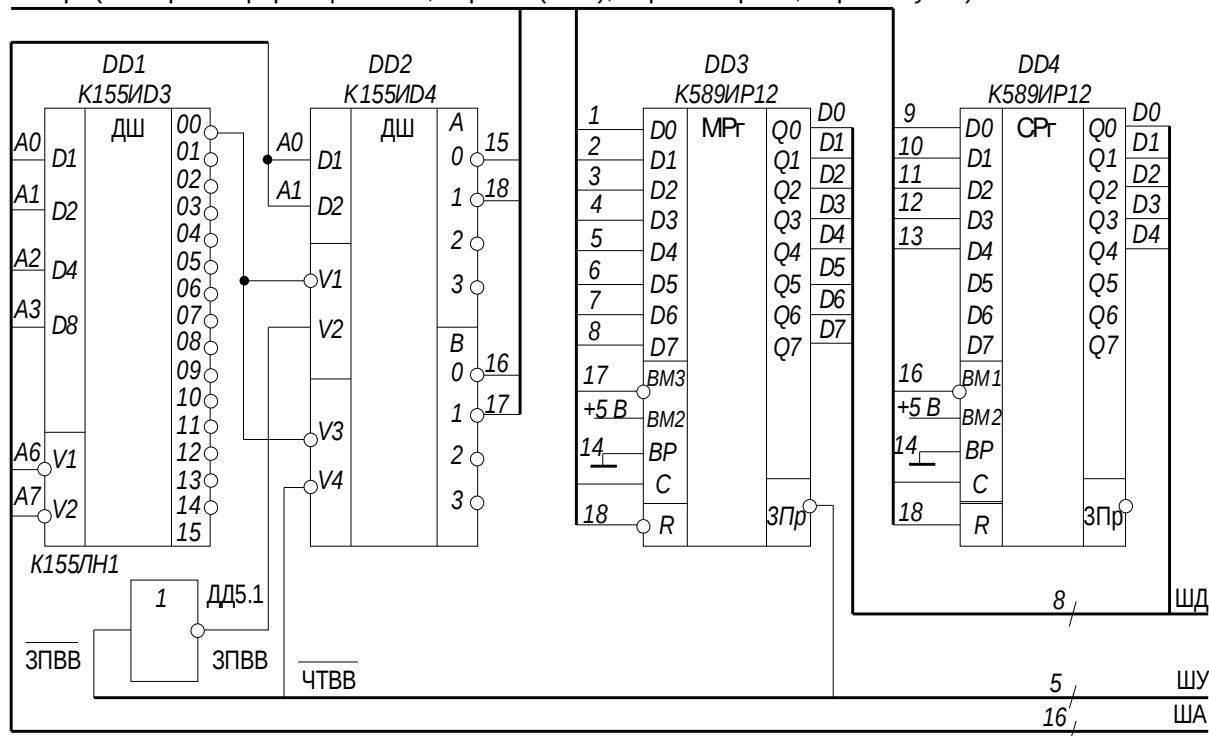 DD1
К155ИD3
ДШ
A0
A1
A2
A3
A6
A7
D1
D2
D4
D8
V1
V2
00
01
02
03
04
05
06
07
08
09
10
11
12
13
14
15
К155ЛН1
1
ДД5.1
ЗПВВ
ЗПВВ
DD2
К155ИD4
ДШ
A0
A1
D1
D2
V1
V2
V3
V4
A
0
1
2
3
B
0
1
2
3
15
18
16
17
ЧТВВ
DD3
К589ИР12
МРг
1
2
3
4
5
6
7
8
17
+5 В
14
18
D0
D1
D2
D3
D4
D5
D6
D7
ВМ3
ВМ2
ВР
С
R
Q0
Q1
Q2
Q3
Q4
Q5
Q6
Q7
ЗПр
D0
D1
D2
D3
D4
D5
D6
D7
DD4
К589ИР12
СРг
9
10
11
12
13
16
+5 В
14
18
D0
D1
D2
D3
D4
D5
D6
D7
ВМ1
ВМ2
ВР
С
R
Q0
Q1
Q2
Q3
Q4
Q5
Q6
Q7
ЗПр
D0
D1
D2
D3
D4
8
ШД
5
ШУ
16
ША